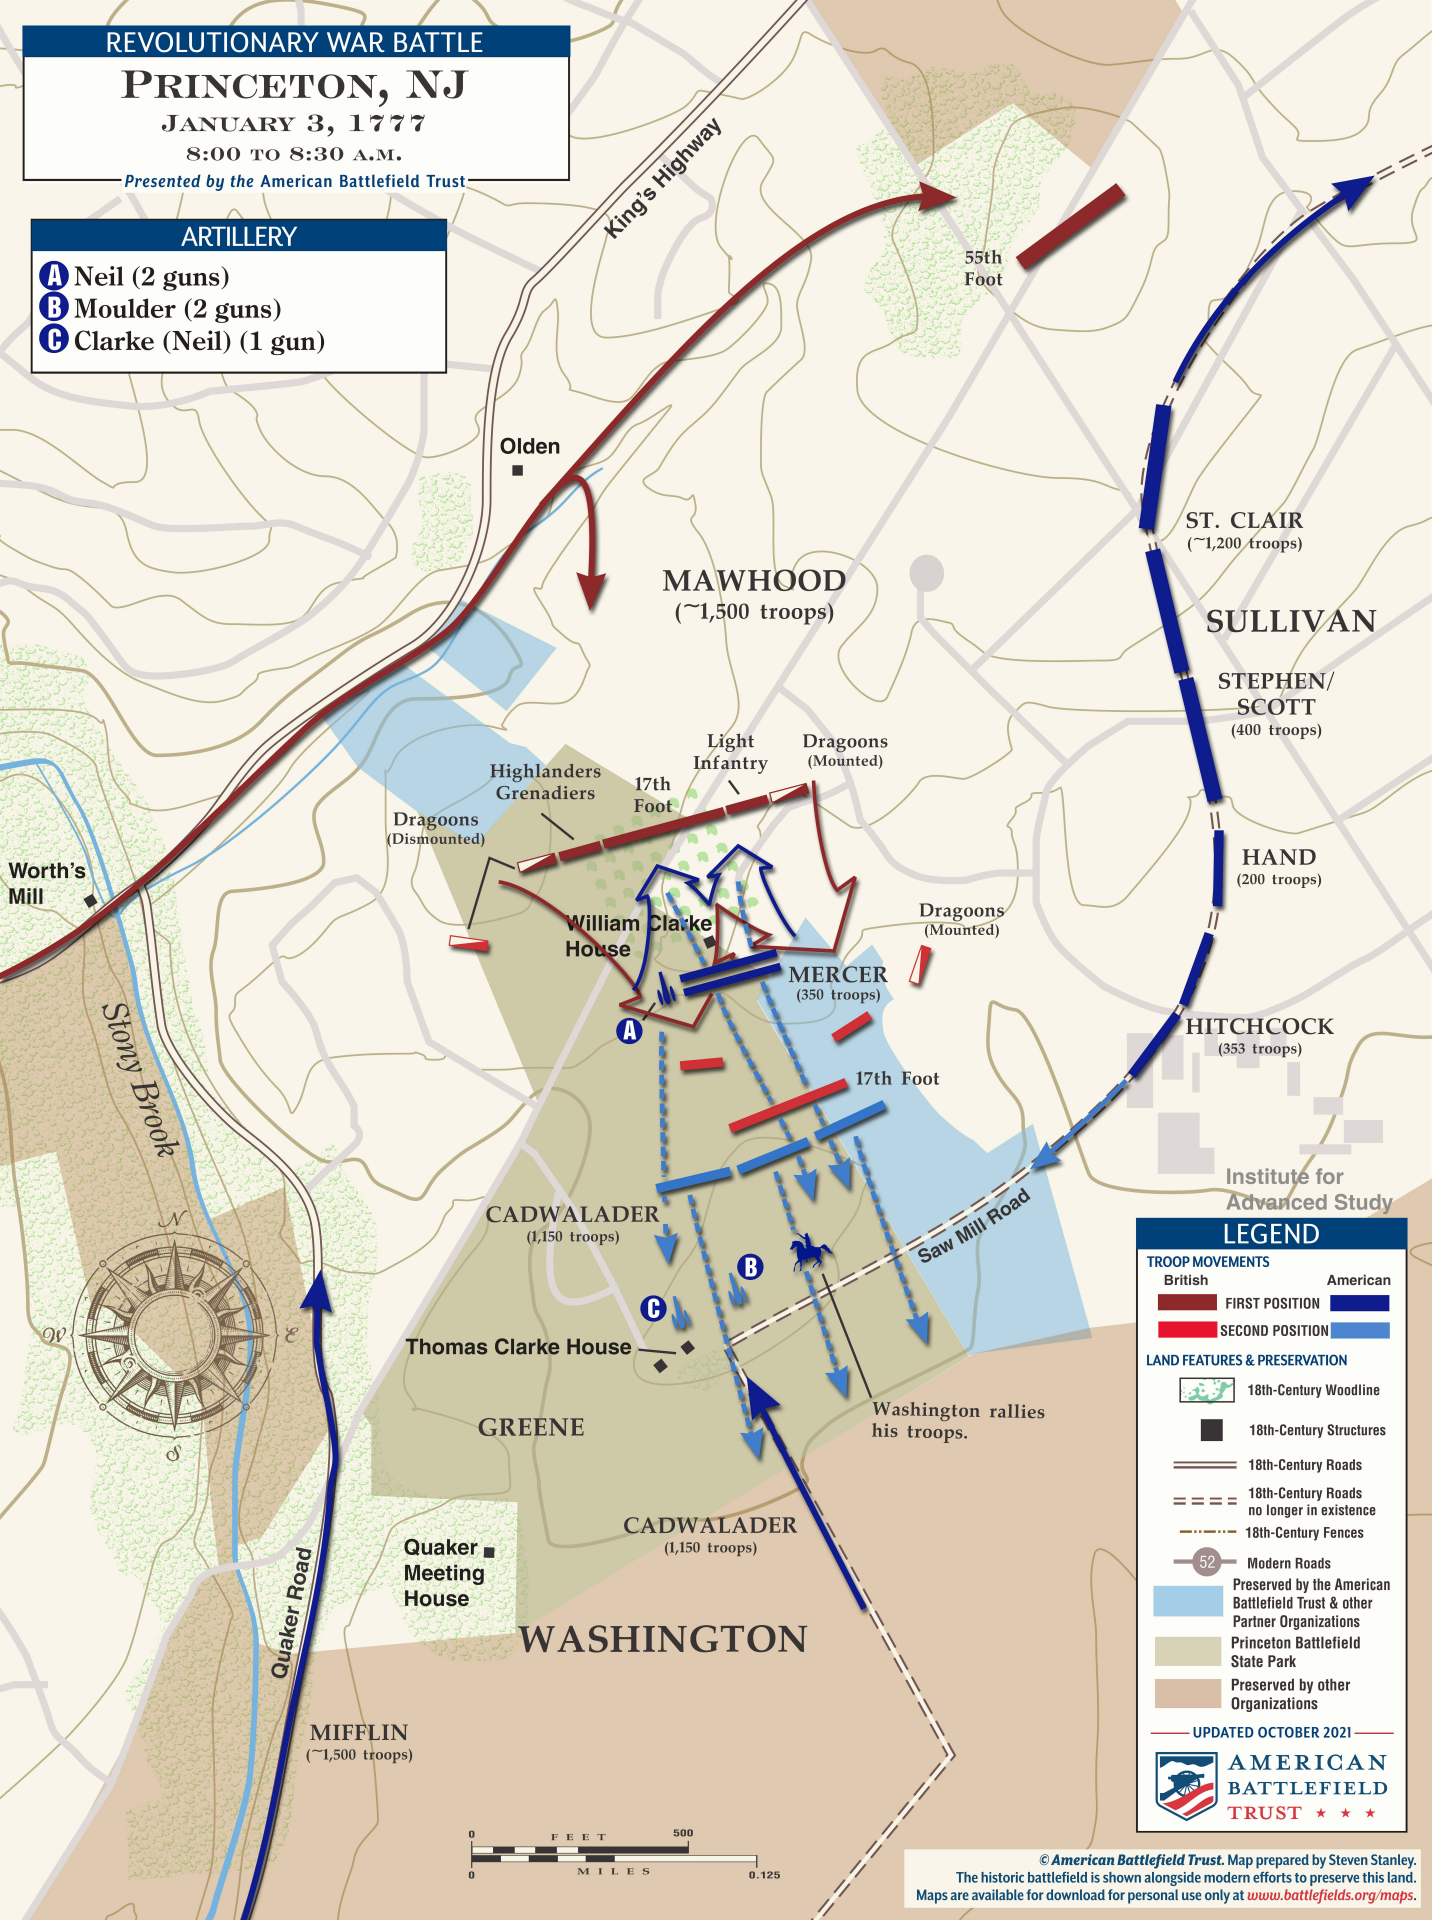 REVOLUTIONARY WAR BATTLE
PRINCETON, NJ
JANUARY 3, 1777
8:00 TO 8:30 A.M.
Presented by the American Battlefield Trust
ARTILLERY
A Neil (2 guns)
B Moulder (2 guns)
C Clarke (Neil) (1 gun)
King's Highway
55th
Foot
Olden
ST. CLAIR
(~1,200 troops)
MAWHOOD
(~1,500 troops)
SULLIVAN
STEPHEN/
SCOTT
(400 troops)
Light
Infantry
Dragoons
(Mounted)
Highlanders
Grenadiers
17th
Foot
Dragoons
(Dismounted)
HAND
(200 troops)
Worth's
Mill
William Clarke
House
Dragoons
(Mounted)
MERCER
(350 troops)
A
HITCHCOCK
(353 troops)
Stony Brook
17th Foot
Institute for
Advanced Study
CADWALADER
(1,150 troops)
Saw Mill Road
N
W
E
S
B
C
Thomas Clarke House
Washington rallies
his troops.
GREENE
CADWALADER
(1,150 troops)
Quaker
Meeting
House
Quaker Road
WASHINGTON
MIFFLIN
(~1,500 troops)
0 FEET 500
0 MILES 0.125
LEGEND
TROOP MOVEMENTS
British American
FIRST POSITION
SECOND POSITION
LAND FEATURES & PRESERVATION
18th-Century Woodline
18th-Century Structures
18th-Century Roads
18th-Century Roads
no longer in existence
18th-Century Fences
52 Modern Roads
Preserved by the American
Battlefield Trust & other
Partner Organizations
Princeton Battlefield
State Park
Preserved by other
Organizations
UPDATED OCTOBER 2021
AMERICAN
BATTLEFIELD
TRUST ★ ★ ★
© American Battlefield Trust. Map prepared by Steven Stanley.
The historic battlefield is shown alongside modern efforts to preserve this land.
Maps are available for download for personal use only at www.battlefields.org/maps.